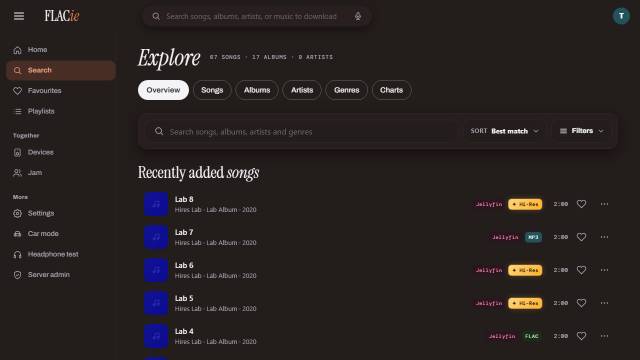 FLACie
Search songs, albums, artists, or music to download
T
Home
Search
Favourites
Playlists
Together
Devices
Jam
More
Settings
Car mode
Headphone test
Server admin
Explore
67 SONGS · 17 ALBUMS · 9 ARTISTS
Overview Songs Albums Artists Genres Charts
Search songs, albums, artists and genres
SORT Best match
Filters
Recently added songs
Lab 8
Hires Lab · Lab Album · 2020
Jellyfin Hi-Res 2:00
Lab 7
Hires Lab · Lab Album · 2020
Jellyfin MP3 2:00
Lab 6
Hires Lab · Lab Album · 2020
Jellyfin Hi-Res 2:00
Lab 5
Hires Lab · Lab Album · 2020
Jellyfin Hi-Res 2:00
Lab 4
Hires Lab · Lab Album · 2020
Jellyfin FLAC 2:00